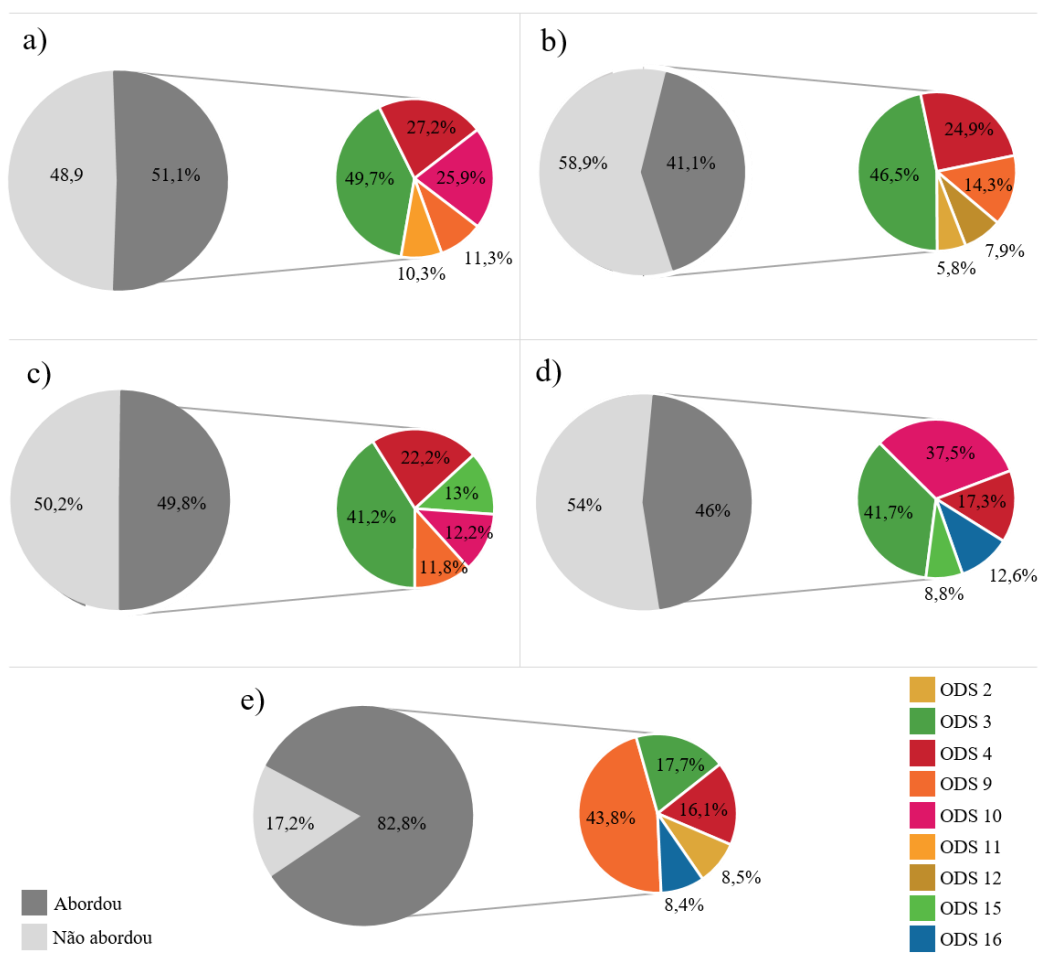 a)
48,9
51,1%
49,7%
27,2%
25,9%
11,3%
10,3%
b)
58,9%
41,1%
46,5%
24,9%
14,3%
7,9%
5,8%
c)
50,2%
49,8%
41,2%
22,2%
13%
12,2%
11,8%
d)
54%
46%
41,7%
37,5%
17,3%
12,6%
8,8%
e)
17,2%
82,8%
43,8%
17,7%
16,1%
8,5%
8,4%
Abordou
Não abordou
ODS 2
ODS 3
ODS 4
ODS 9
ODS 10
ODS 11
ODS 12
ODS 15
ODS 16